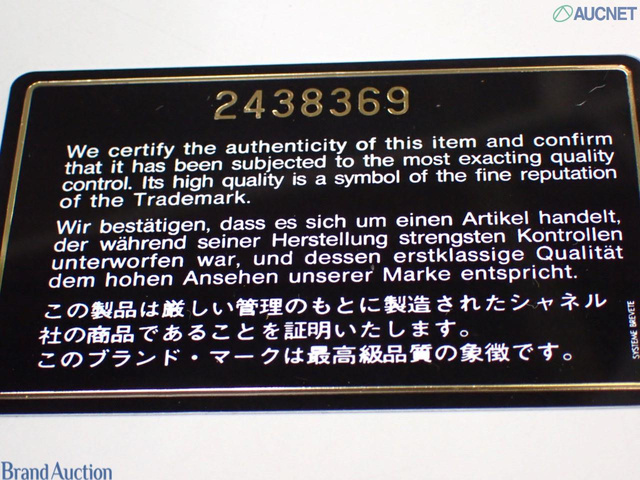 AUCNET
2438369
We certify the authenticity of this item and confirm
that it has been subjected to the most exacting quality
control. Its high quality is a symbol of the fine reputation
of the Trademark.
Wir bestätigen, dass es sich um einen Artikel handelt,
der während seiner Herstellung strengsten Kontrollen
unterworfen war, und dessen erstklassige Qualität
dem hohen Ansehen unserer Marke entspricht.
この製品は厳しい管理のもとに製造されたシャネル
社の商品であることを証明いたします。
このブランド・マークは最高級品質の象徴です。
SYSTEME BREVETE
Brand Auction